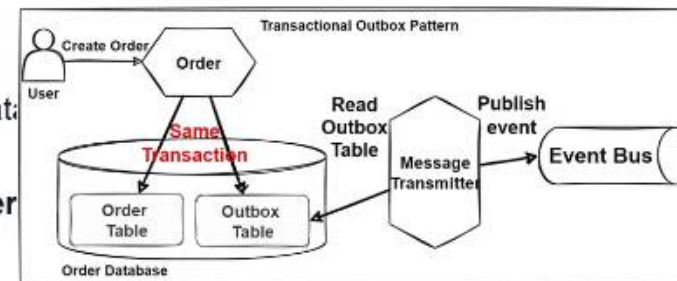 Transactional Outbox Pattern
Create Order
User
Order
Same
Transaction
Order
Table
Outbox
Table
Order Database
Read
Outbox
Table
Message
Transmitter
Publish
event
Event Bus